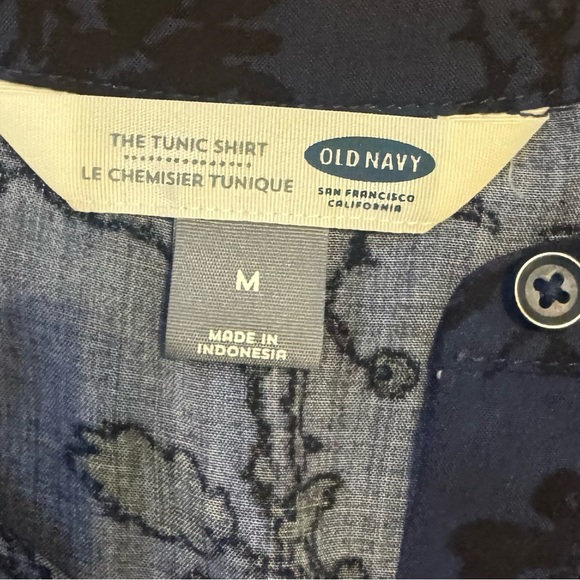 THE TUNIC SHIRT
LE CHEMISIER TUNIQUE
OLD NAVY
SAN FRANCISCO
CALIFORNIA
M
MADE IN
INDONESIA